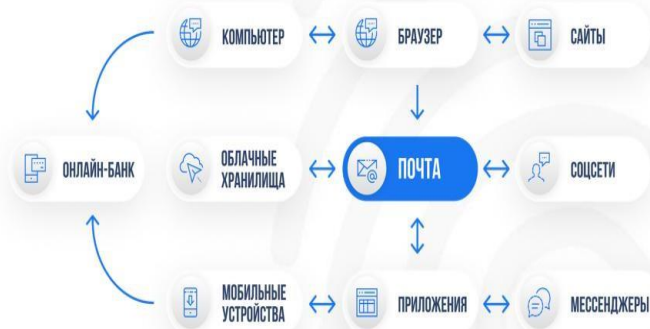 КОМПЬЮТЕР
БРАУЗЕР
САЙТЫ
ОНЛАЙН-БАНК
ОБЛАЧНЫЕ
ХРАНИЛИЩА
ПОЧТА
СОЦСЕТИ
МОБИЛЬНЫЕ
УСТРОЙСТВА
ПРИЛОЖЕНИЯ
МЕССЕНДЖЕРЫ